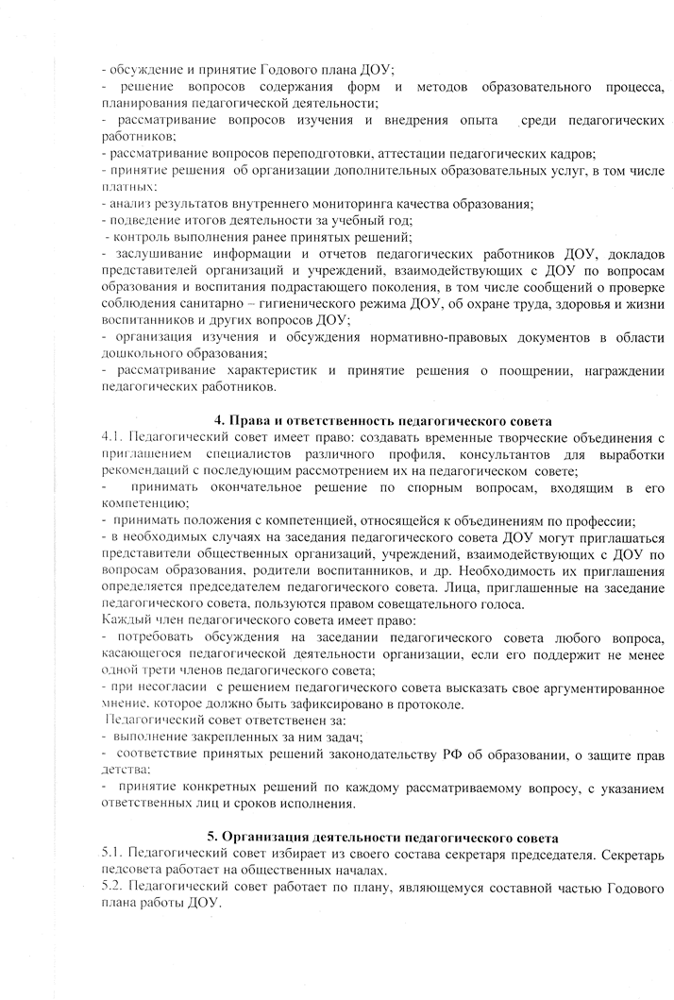 - обсуждение и принятие Годового плана ДОУ;
- решение вопросов содержания форм и методов образовательного процесса,
планирования педагогической деятельности;
- рассматривание вопросов изучения и внедрения опыта среди педагогических
работников;
- рассматривание вопросов переподготовки, аттестации педагогических кадров;
- принятие решения об организации дополнительных образовательных услуг, в том числе
платных;
- анализ результатов внутреннего мониторинга качества образования;
- подведение итогов деятельности за учебный год;
- контроль выполнения ранее принятых решений;
- заслушивание информации и отчетов педагогических работников ДОУ, докладов
представителей организаций и учреждений, взаимодействующих с ДОУ по вопросам
образования и воспитания подрастающего поколения, в том числе сообщений о проверке
соблюдения санитарно – гигиенического режима ДОУ, об охране труда, здоровья и жизни
воспитанников и других вопросов ДОУ;
- организация изучения и обсуждения нормативно-правовых документов в области
дошкольного образования;
- рассматривание характеристик и принятие решения о поощрении, награждении
педагогических работников.
4. Права и ответственность педагогического совета
4.1. Педагогический совет имеет право: создавать временные творческие объединения с
приглашением специалистов различного профиля, консультантов для выработки
рекомендаций с последующим рассмотрением их на педагогическом совете;
- принимать окончательное решение по спорным вопросам, входящим в его
компетенцию;
- принимать положения с компетенцией, относящейся к объединениям по профессии;
- в необходимых случаях на заседания педагогического совета ДОУ могут приглашаться
представители общественных организаций, учреждений, взаимодействующих с ДОУ по
вопросам образования, родители воспитанников, и др. Необходимость их приглашения
определяется председателем педагогического совета. Лица, приглашенные на заседание
педагогического совета, пользуются правом совещательного голоса.
Каждый член педагогического совета имеет право:
- потребовать обсуждения на заседании педагогического совета любого вопроса,
касающегося педагогической деятельности организации, если его поддержит не менее
одной трети членов педагогического совета;
- при несогласии с решением педагогического совета высказать свое аргументированное
мнение, которое должно быть зафиксировано в протоколе.
Педагогический совет ответственен за:
- выполнение закрепленных за ним задач;
- соответствие принятых решений законодательству РФ об образовании, о защите прав
детства;
- принятие конкретных решений по каждому рассматриваемому вопросу, с указанием
ответственных лиц и сроков исполнения.
5. Организация деятельности педагогического совета
5.1. Педагогический совет избирает из своего состава секретаря председателя. Секретарь
педсовета работает на общественных началах.
5.2. Педагогический совет работает по плану, являющемуся составной частью Годового
плана работы ДОУ.